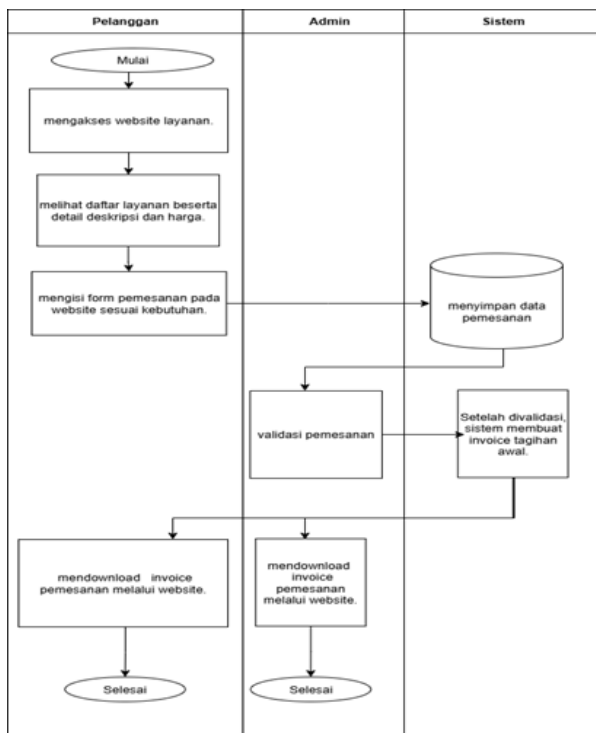 Pelanggan
Admin
Sistem
Mulai
mengakses website layanan.
melihat daftar layanan beserta
detail deskripsi dan harga.
mengisi form pemesanan pada
website sesuai kebutuhan.
menyimpan data
pemesanan
validasi pemesanan
Setelah divalidasi,
sistem membuat
invoice tagihan
awal.
mendownload invoice
pemesanan melalui website.
mendownload
invoice
pemesanan
melalui website.
Selesai
Selesai